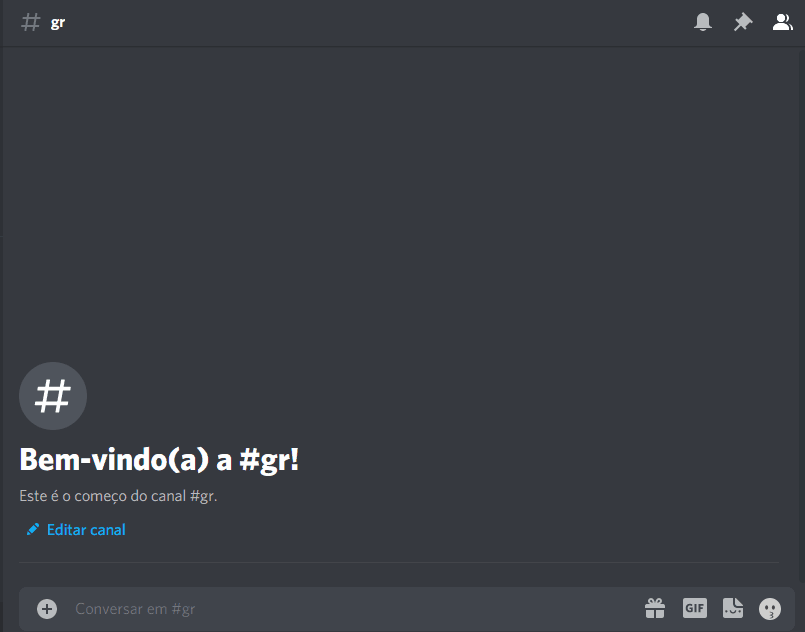 # gr
#
Bem-vindo(a) a #gr!
Este é o começo do canal #gr.
Editar canal
Conversar em #gr
GIF